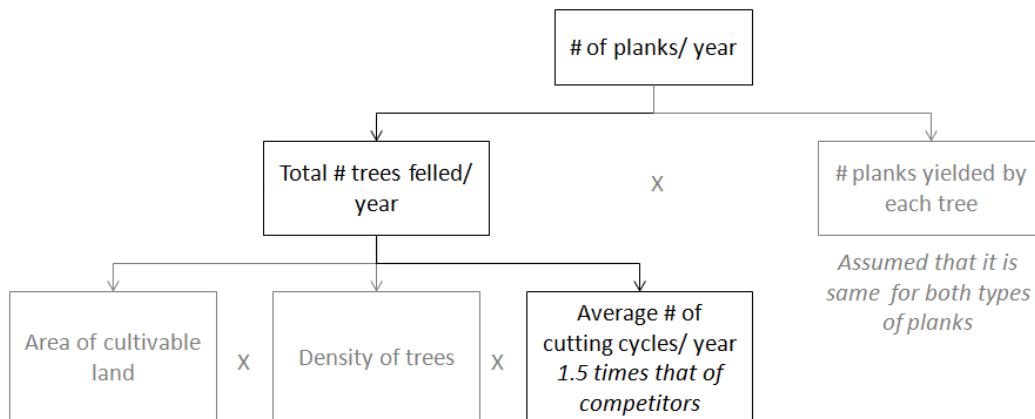 # of planks/ year
Total # trees felled/
year
X
# planks yielded by
each tree
Assumed that it is
same for both types
of planks
Area of cultivable
land
X
Density of trees
X
Average # of
cutting cycles/ year
1.5 times that of
competitors